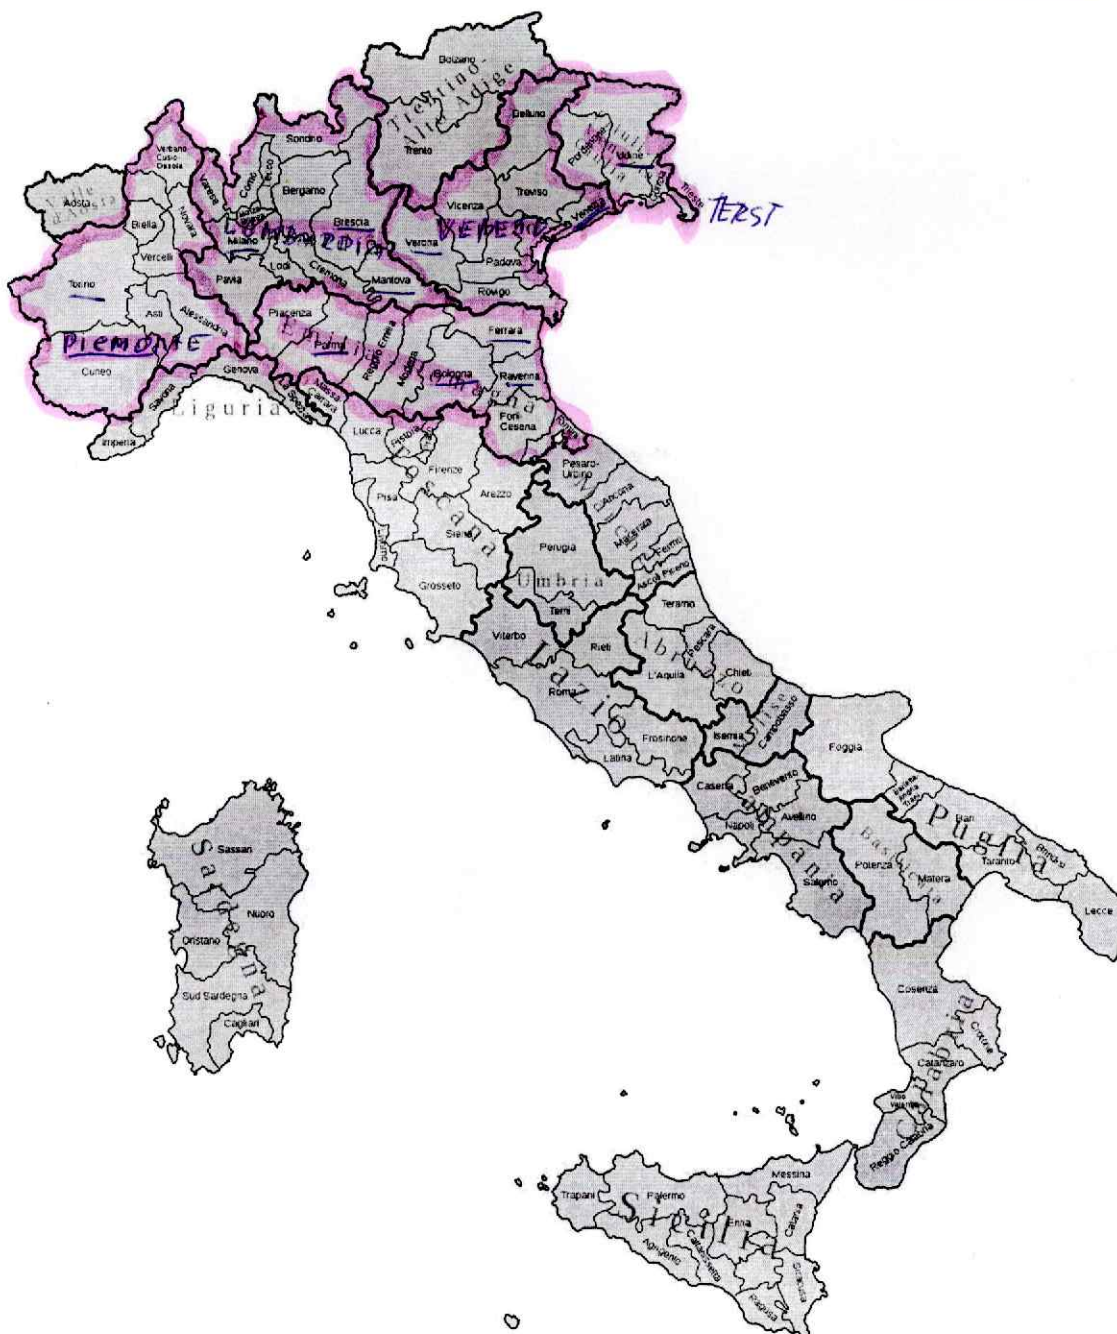 Bolzano
Trentino-
Alto Adige
Trento
Belluno
Pordenone
Udine
Gorizia
Trieste
TERST
Verbano
Cusio-
Ossola
Varese
Como
Lecco
Sondrio
Bergamo
Brescia
Aosta
Valle
d'Aosta
Biella
Novara
Vercelli
Milano
LOMBARDIA
Lodi
Cremona
Mantova
Pavia
Vicenza
Treviso
Venezia
Verona
VENETO
Padova
Rovigo
Torino
Asti
Alessandria
PIEMONTE
Cuneo
Piacenza
Parma
Reggio Emilia
Modena
Emilia-Romagna
Ferrara
Bologna
Ravenna
Forlì-
Cesena
Rimini
Genova
Savona
Liguria
Imperia
La Spezia
Massa
Carrara
Lucca
Pistoia
Firenze
Toscana
Arezzo
Pisa
Siena
Livorno
Grosseto
Pesaro-
Urbino
Ancona
Macerata
Fermo
Ascoli Piceno
Perugia
Umbria
Terni
Viterbo
Rieti
Lazio
Roma
Frosinone
Latina
Teramo
Abruzzo
Pescara
L'Aquila
Chieti
Isernia
Molise
Campobasso
Foggia
Barletta
Andria
Trani
Bari
Puglia
Brindisi
Taranto
Lecce
Caserta
Benevento
Avellino
Napoli
Campania
Salerno
Basilicata
Potenza
Matera
Sassari
Sardegna
Nuoro
Oristano
Sud Sardegna
Cagliari
Cosenza
Calabria
Crotone
Catanzaro
Vibo
Valentia
Reggio Calabria
Messina
Trapani
Palermo
Sicilia
Enna
Catania
Agrigento
Caltanissetta
Siracusa
Ragusa